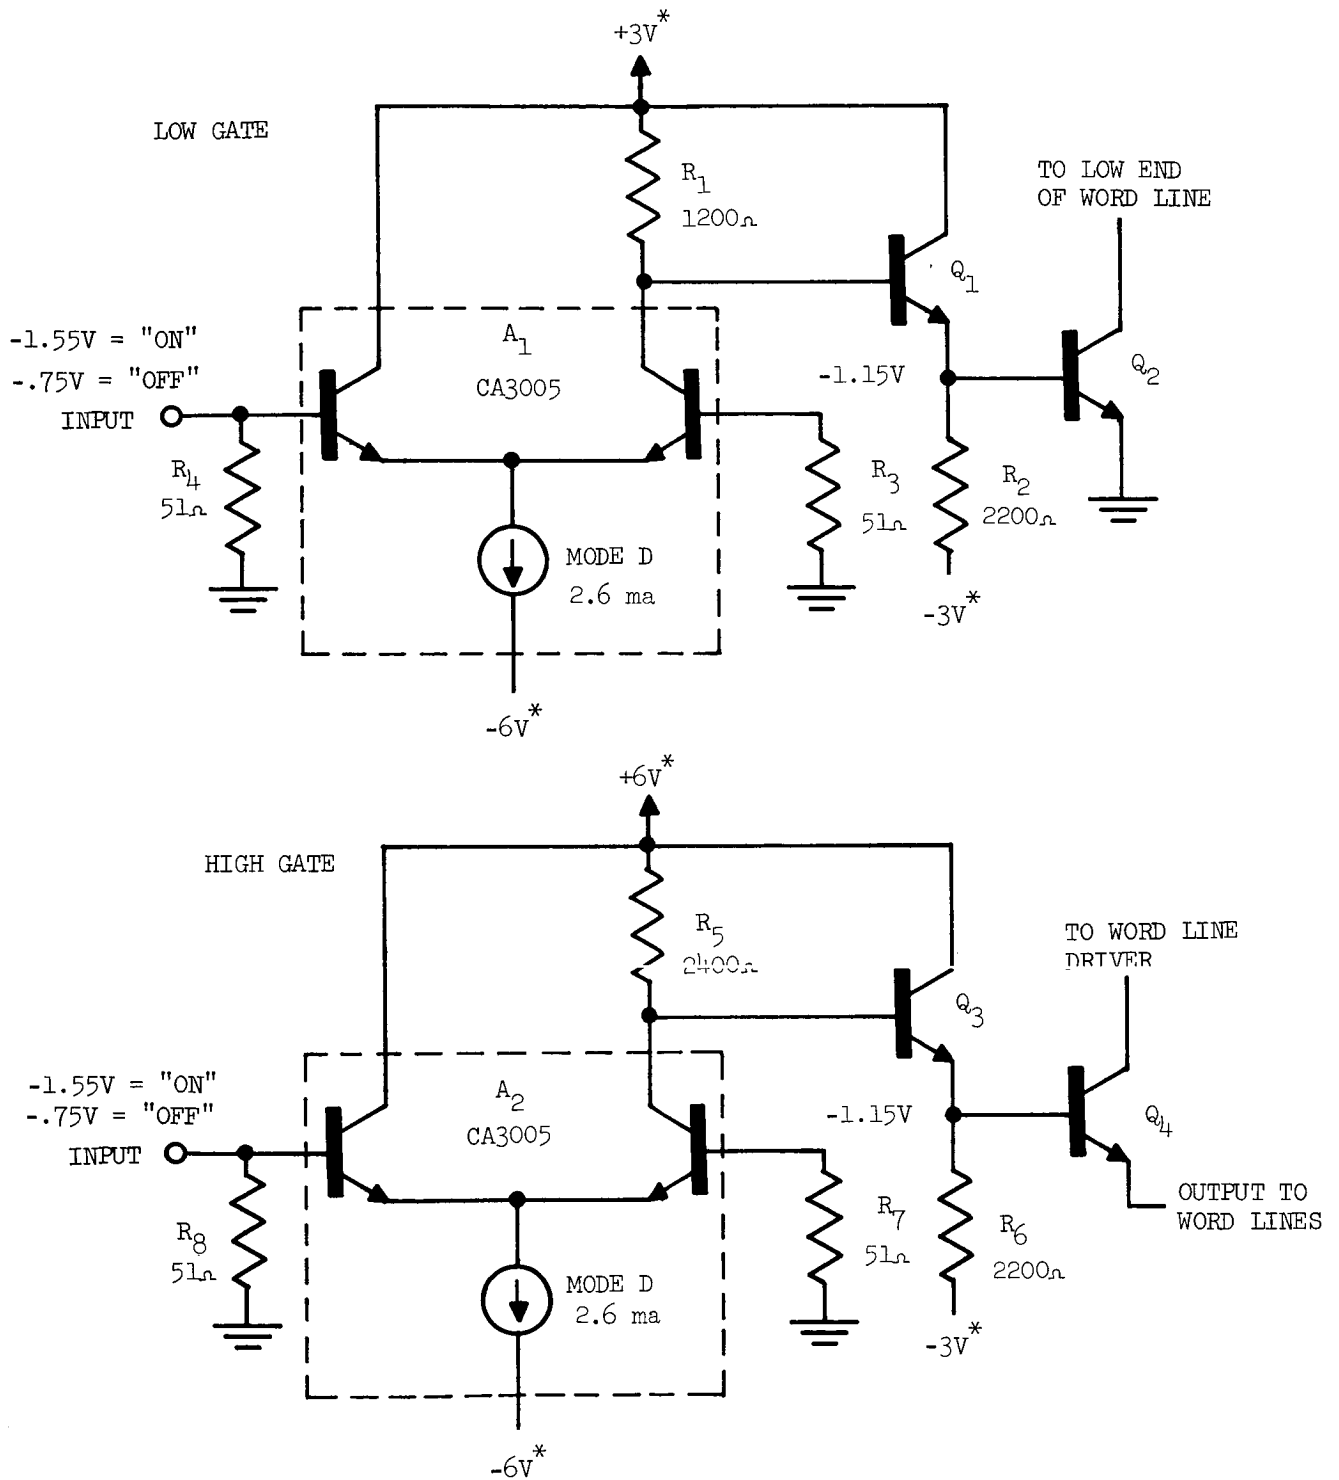 +3V*
LOW GATE
R1
1200Ω
TO LOW END
OF WORD LINE
Q1
-1.55V = "ON"
-.75V = "OFF"
INPUT
A1
CA3005
-1.15V
Q2
R4
51Ω
R3
51Ω
R2
2200Ω
MODE D
2.6 ma
-3V*
-6V*
+6V*
HIGH GATE
R5
2400Ω
TO WORD LINE
DRIVER
Q3
-1.55V = "ON"
-.75V = "OFF"
INPUT
A2
CA3005
-1.15V
Q4
R8
51Ω
R7
51Ω
R6
2200Ω
OUTPUT TO
WORD LINES
MODE D
2.6 ma
-3V*
-6V*